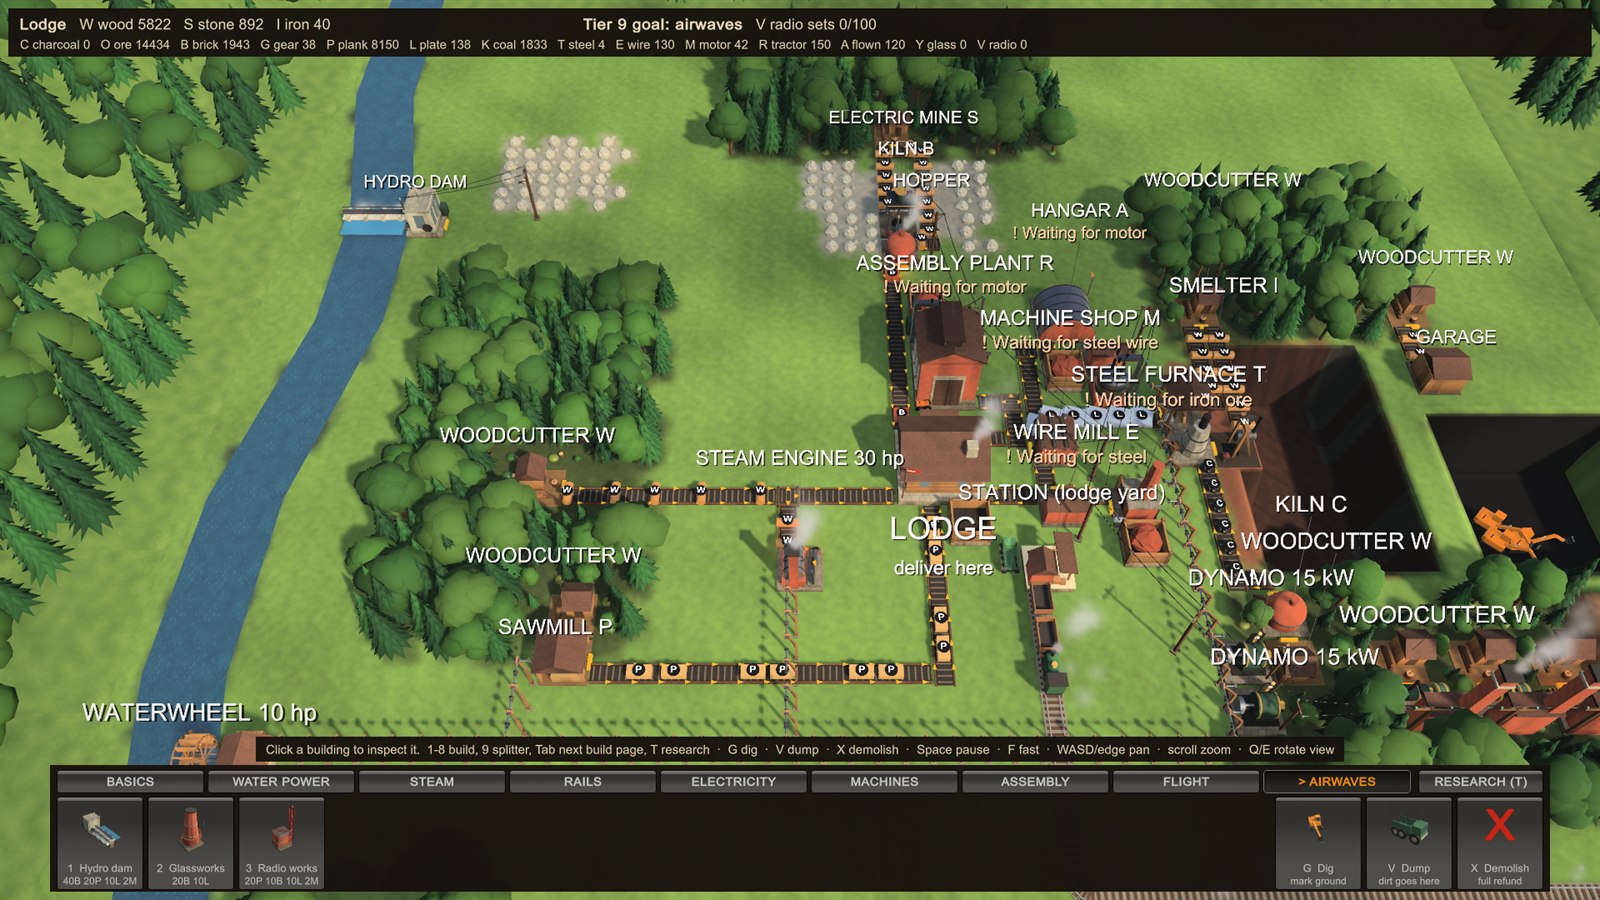 Lodge W wood 5822 S stone 892 I iron 40
Tier 9 goal: airwaves V radio sets 0/100
C charcoal 0 O ore 14434 B brick 1943 G gear 38 P plank 8150 L plate 138 K coal 1833 T steel 4 E wire 130 M motor 42 R tractor 150 A flown 120 Y glass 0 V radio 0
ELECTRIC MINE S
KILN B
HOPPER
HYDRO DAM
WOODCUTTER W
HANGAR A
! Waiting for motor
WOODCUTTER W
ASSEMBLY PLANT R
! Waiting for motor
SMELTER I
MACHINE SHOP M
! Waiting for steel wire
GARAGE
STEEL FURNACE T
! Waiting for iron ore
WOODCUTTER W
WIRE MILL E
! Waiting for steel
STEAM ENGINE 30 hp
STATION (lodge yard)
KILN C
LODGE
deliver here
WOODCUTTER W
WOODCUTTER W
DYNAMO 15 kW
WOODCUTTER W
SAWMILL P
DYNAMO 15 kW
WATERWHEEL 10 hp
Click a building to inspect it. 1-8 build, 9 splitter, Tab next build page, T research · G dig · V dump · X demolish · Space pause · F fast · WASD/edge pan · scroll zoom · Q/E rotate view
BASICS
WATER POWER
STEAM
RAILS
ELECTRICITY
MACHINES
ASSEMBLY
FLIGHT
> AIRWAVES
RESEARCH (T)
1 Hydro dam
40B 20P 10L 2M
2 Glassworks
20B 10L
3 Radio works
20P 10B 10L 2M
G Dig
mark ground
V Dump
dirt goes here
X Demolish
full refund